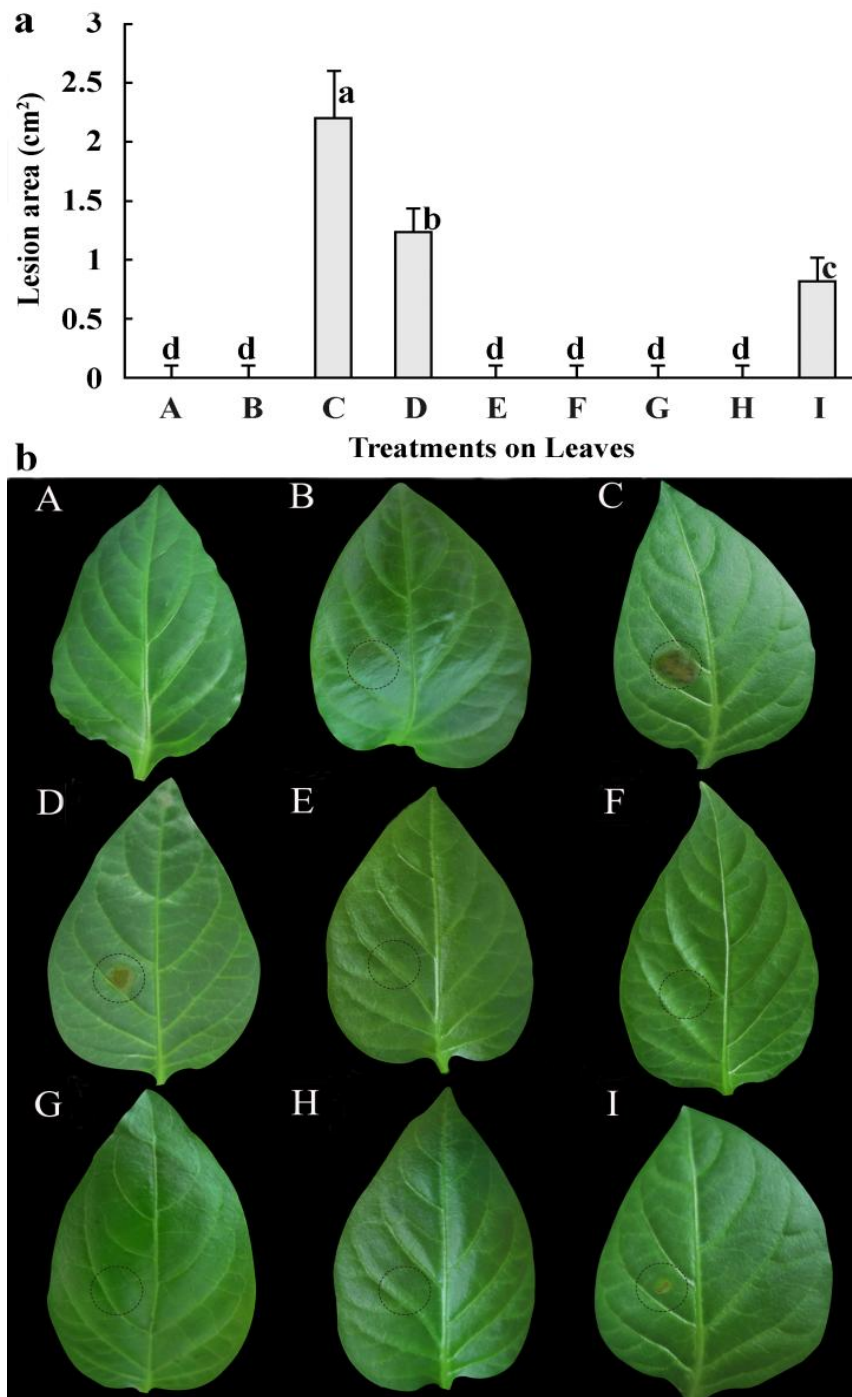 a
Lesion area (cm²)
3
2.5
2
1.5
1
0.5
0
d d a b d d d d c
A B C D E F G H I
Treatments on Leaves
b
A B C
D E F
G H I